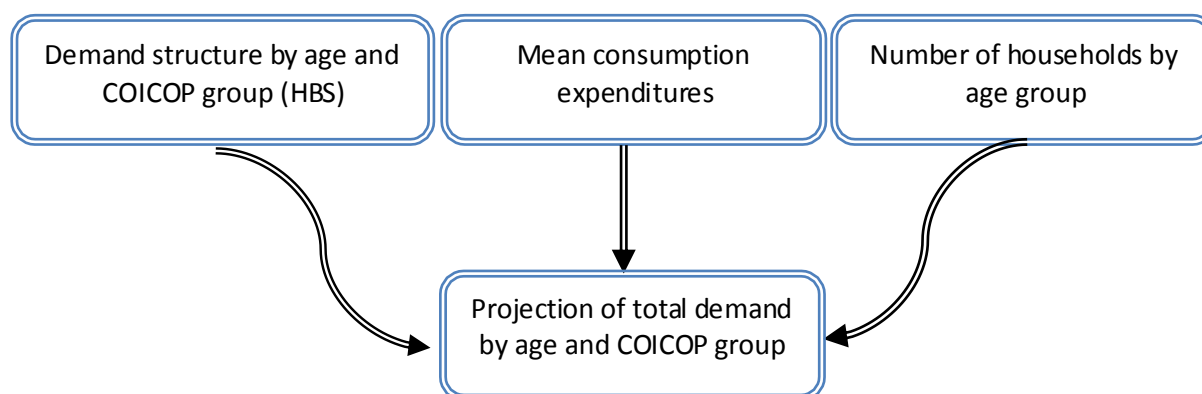 Demand structure by age and
COICOP group (HBS)
Mean consumption
expenditures
Number of households by
age group
Projection of total demand
by age and COICOP group